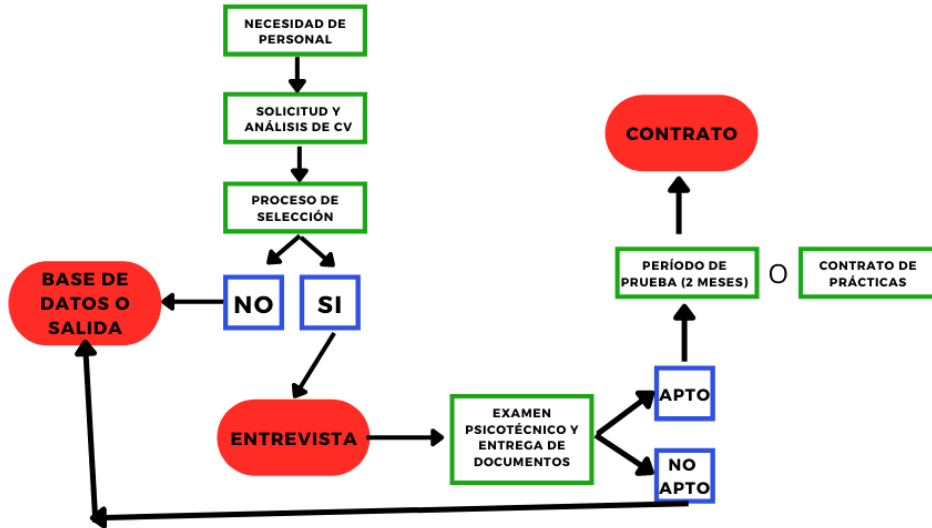 NECESIDAD DE
PERSONAL
SOLICITUD Y
ANÁLISIS DE CV
PROCESO DE
SELECCIÓN
NO
SI
BASE DE
DATOS O
SALIDA
ENTREVISTA
EXAMEN
PSICOTÉCNICO Y
ENTREGA DE
DOCUMENTOS
APTO
NO
APTO
PERÍODO DE
PRUEBA (2 MESES)
O
CONTRATO DE
PRÁCTICAS
CONTRATO